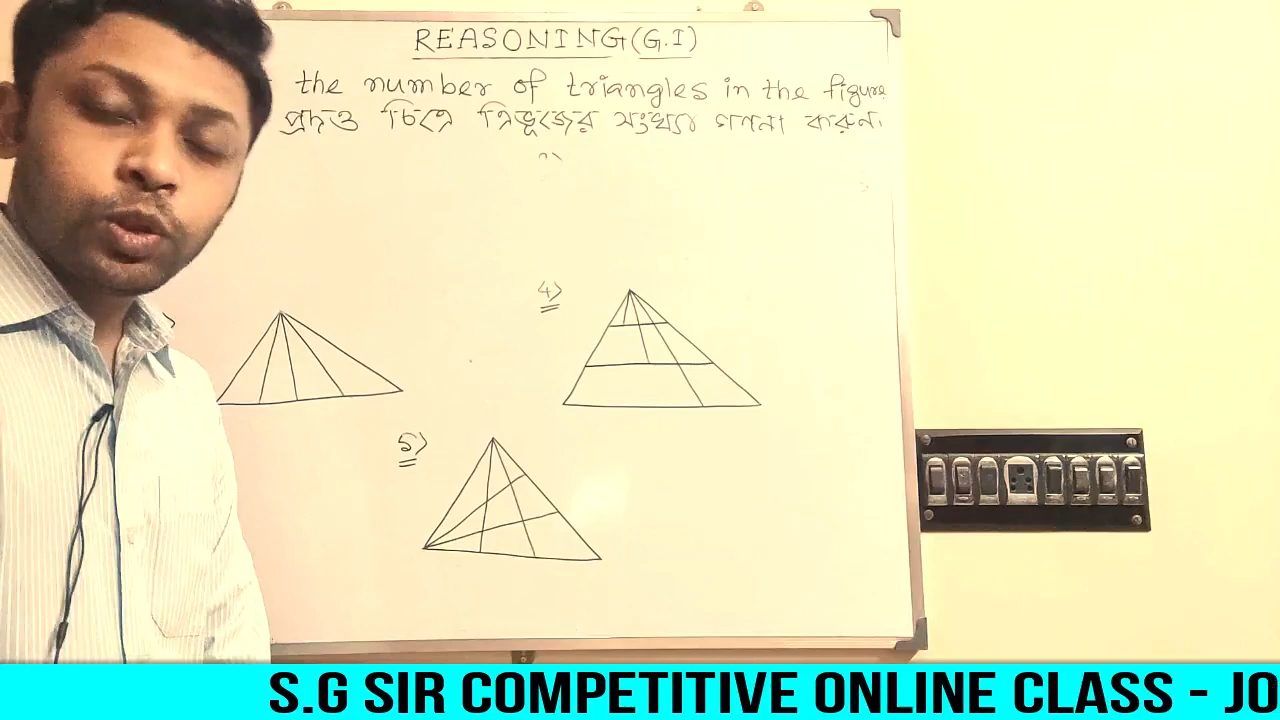 REASONING (G.I)
the number of triangles in the figure
প্রদত্ত চিত্রে ত্রিভূজের সংখ্যা গণনা করুন।
4)
5)
S.G SIR COMPETITIVE ONLINE CLASS - JO